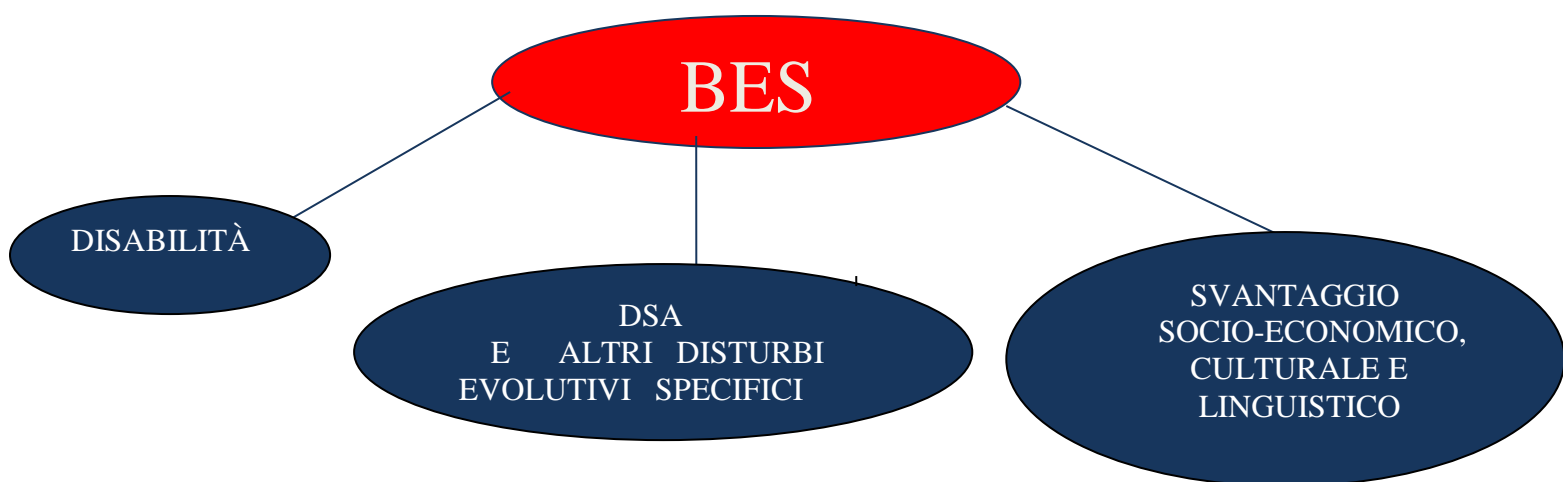 BES
DISABILITÀ
DSA
E ALTRI DISTURBI
EVOLUTIVI SPECIFICI
SVANTAGGIO
SOCIO-ECONOMICO,
CULTURALE E
LINGUISTICO